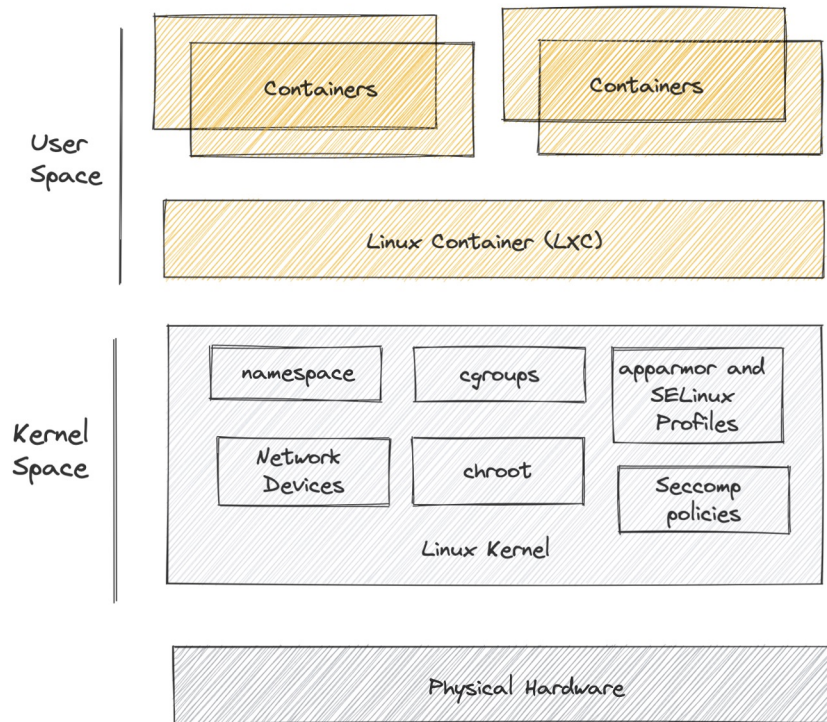 Containers
Containers
User
Space
Linux Container (LXC)
namespace
cgroups
apparmor and
SELinux
Profiles
Kernel
Space
Network
Devices
chroot
Seccomp
policies
Linux Kernel
Physical Hardware